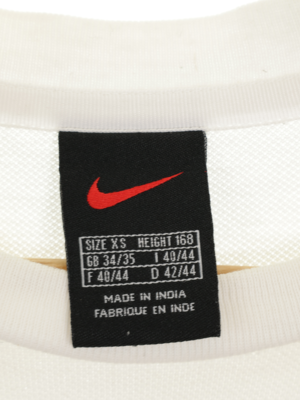 SIZE XS HEIGHT 168
GB 34/35 I 40/44
F 40/44 D 42/44
MADE IN INDIA
FABRIQUE EN INDE